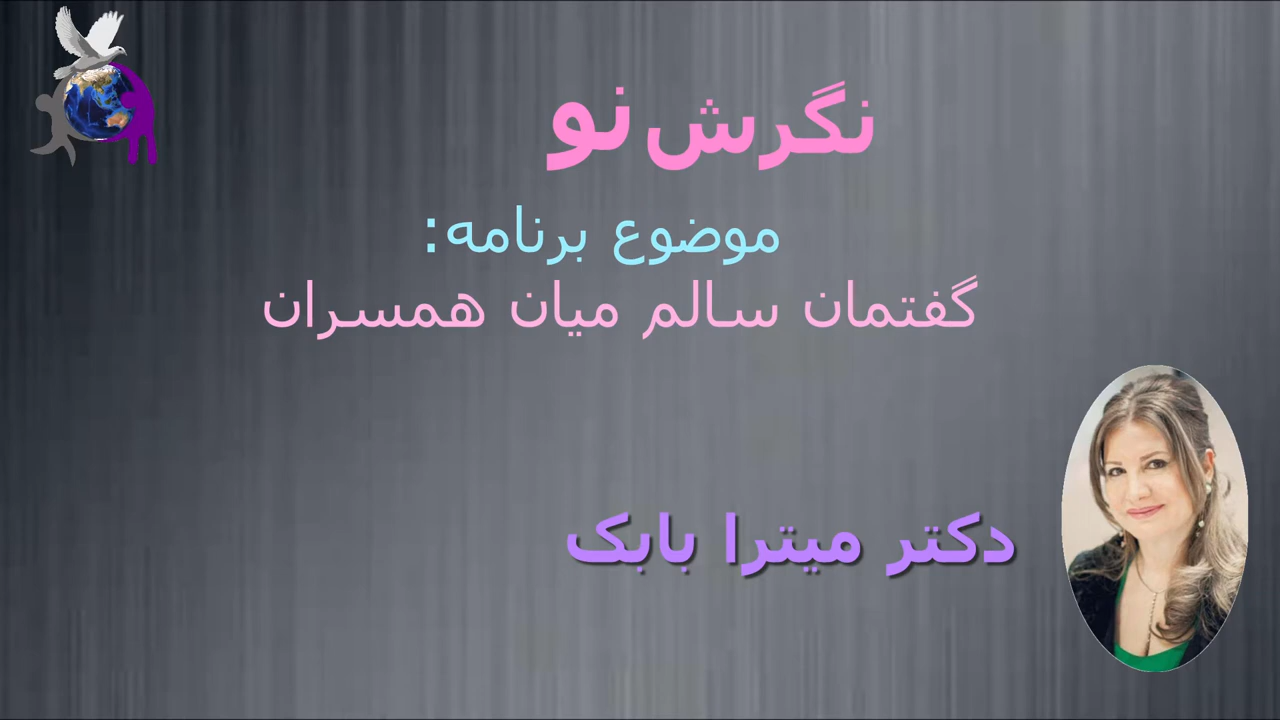 نگرش نو
موضوع برنامه:
گفتمان سالم میان همسران
دکتر میترا بابک